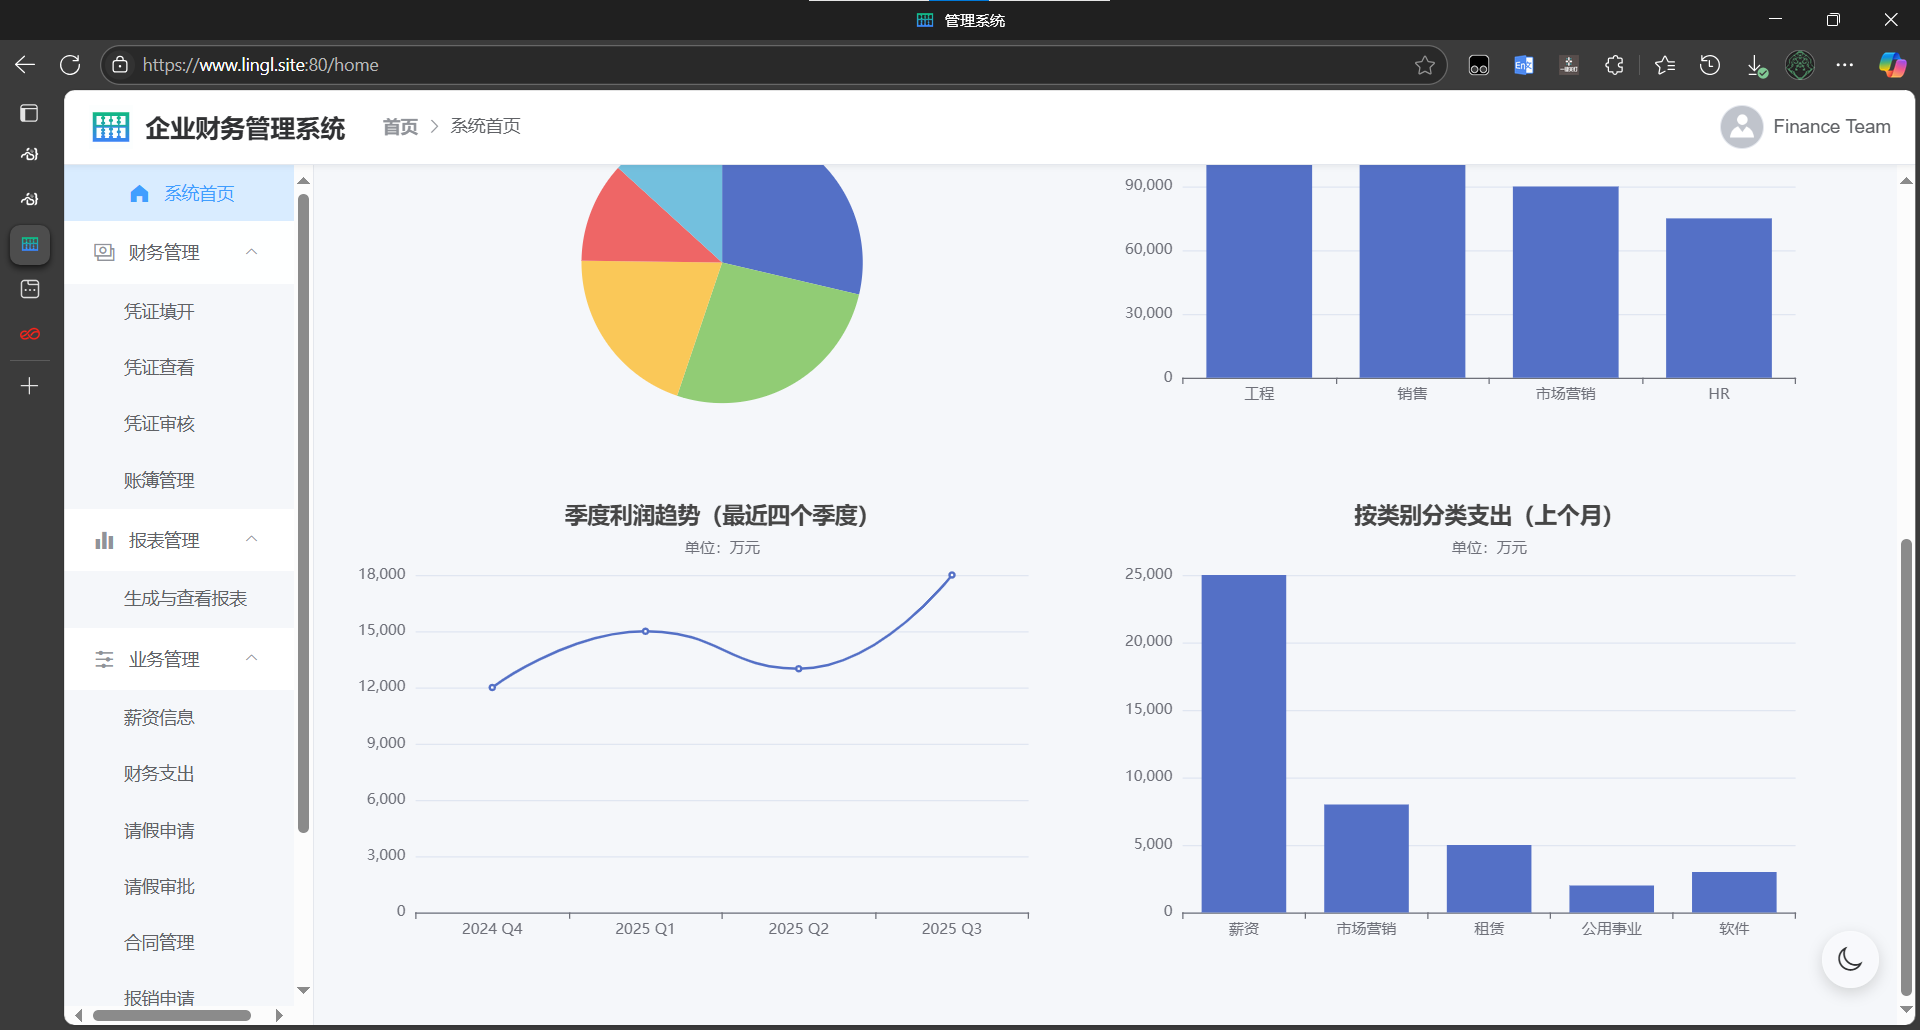 管理系统
https://www.lingl.site:80/home
企业财务管理系统
首页 > 系统首页
Finance Team
系统首页
财务管理
凭证填开
凭证查看
凭证审核
账簿管理
报表管理
生成与查看报表
业务管理
薪资信息
财务支出
请假申请
请假审批
合同管理
报销申请
90,000
60,000
30,000
0
工程 销售 市场营销 HR
季度利润趋势（最近四个季度）
单位：万元
18,000
15,000
12,000
9,000
6,000
3,000
0
2024 Q4 2025 Q1 2025 Q2 2025 Q3
按类别分类支出（上个月）
单位：万元
25,000
20,000
15,000
10,000
5,000
0
薪资 市场营销 租赁 公用事业 软件